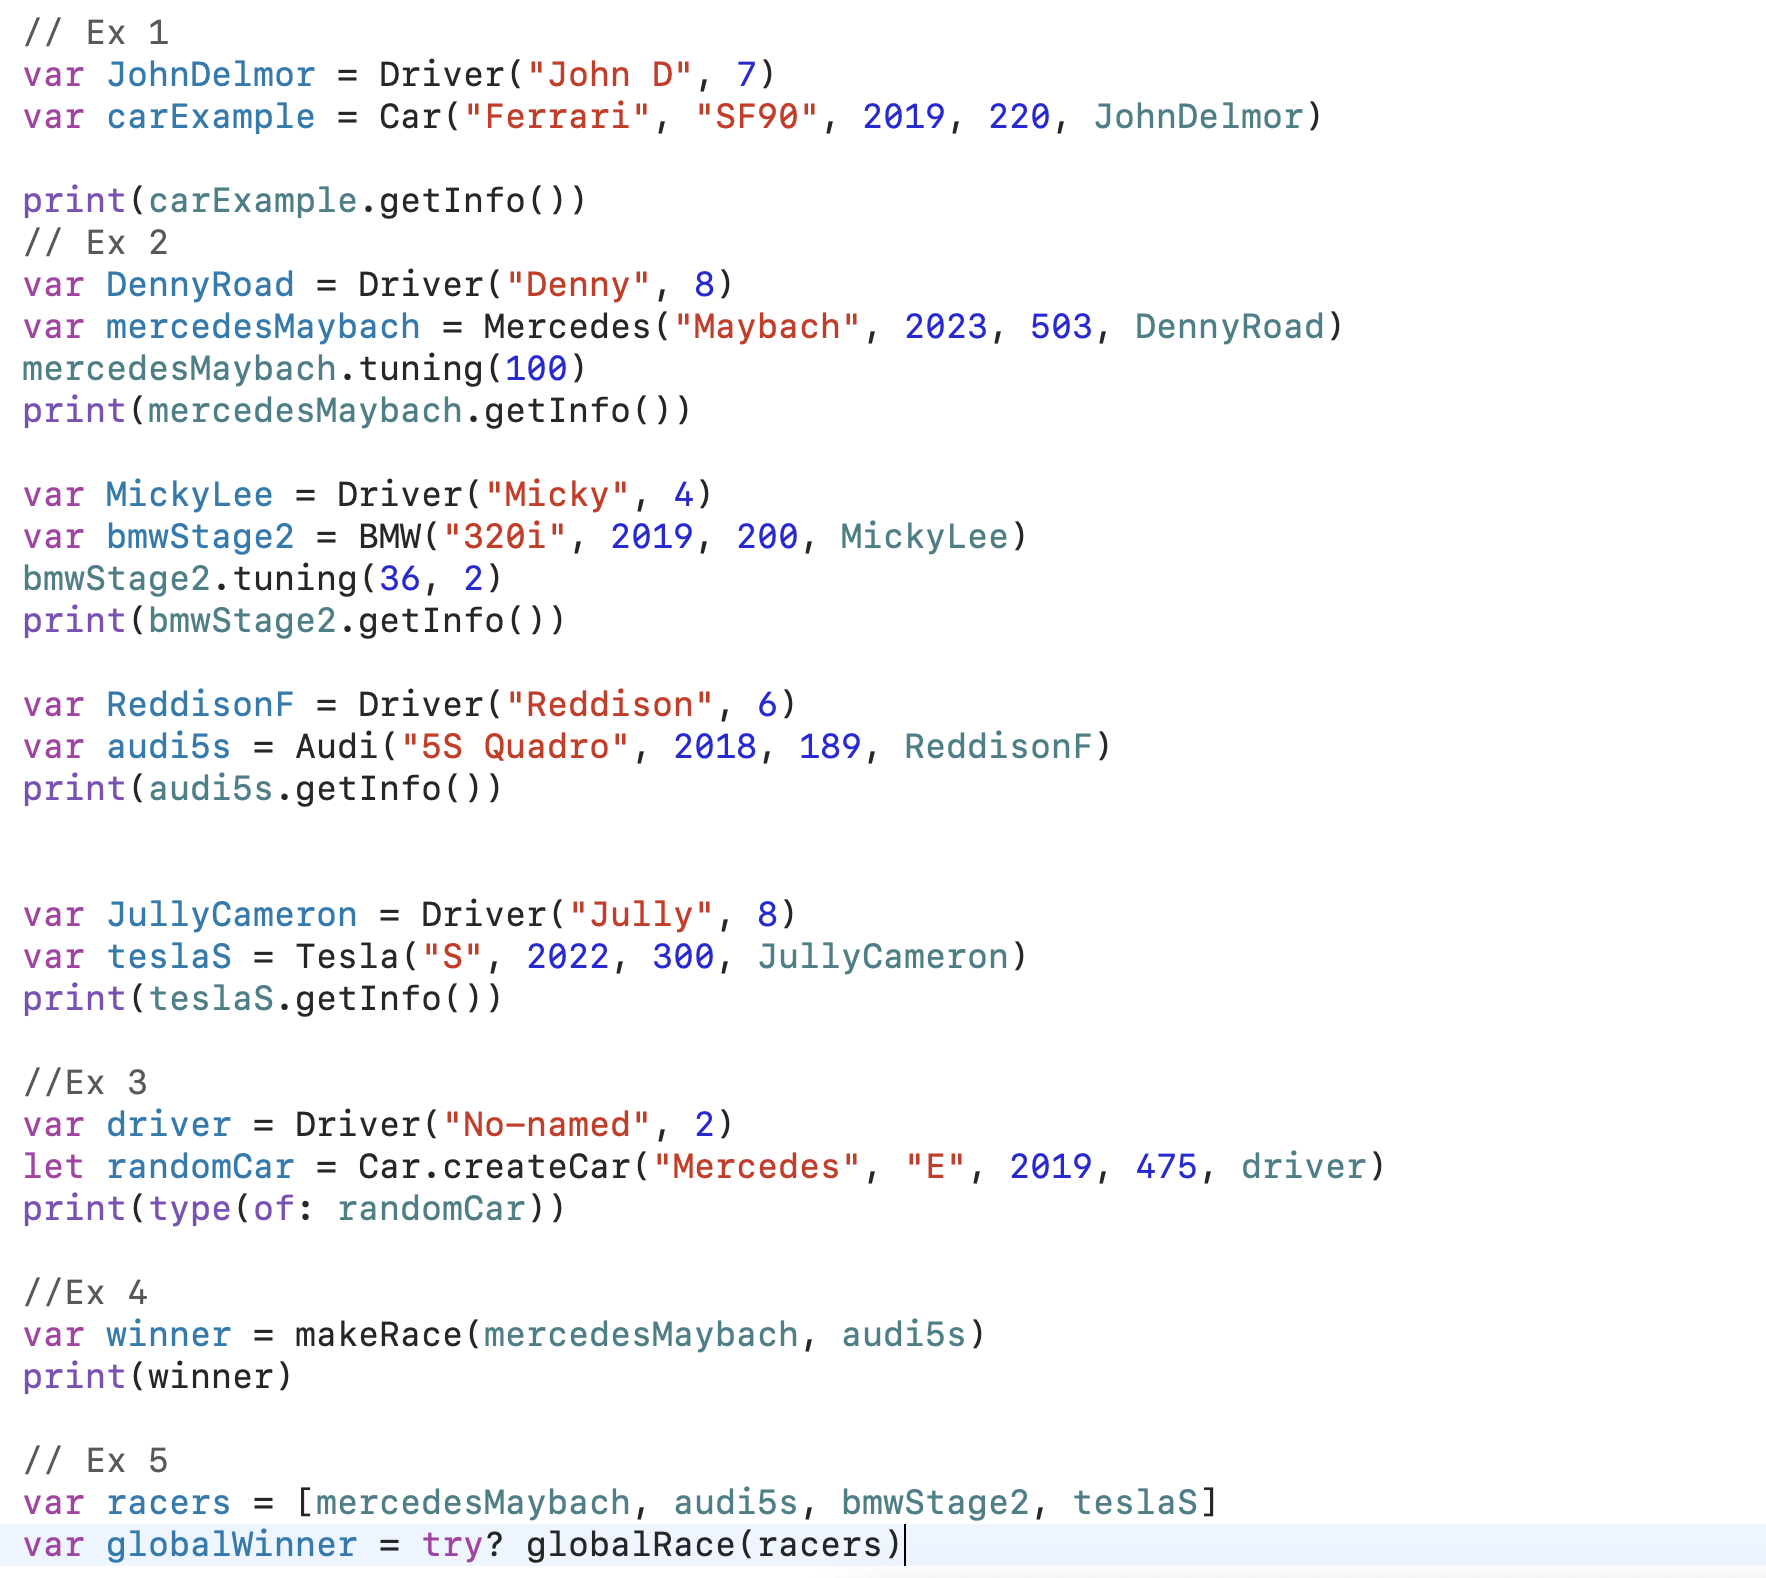 // Ex 1
var JohnDelmor = Driver("John D", 7)
var carExample = Car("Ferrari", "SF90", 2019, 220, JohnDelmor)
print(carExample.getInfo())
// Ex 2
var DennyRoad = Driver("Denny", 8)
var mercedesMaybach = Mercedes("Maybach", 2023, 503, DennyRoad)
mercedesMaybach.tuning(100)
print(mercedesMaybach.getInfo())
var MickyLee = Driver("Micky", 4)
var bmwStage2 = BMW("320i", 2019, 200, MickyLee)
bmwStage2.tuning(36, 2)
print(bmwStage2.getInfo())
var ReddisonF = Driver("Reddison", 6)
var audi5s = Audi("5S Quadro", 2018, 189, ReddisonF)
print(audi5s.getInfo())
var JullyCameron = Driver("Jully", 8)
var teslaS = Tesla("S", 2022, 300, JullyCameron)
print(teslaS.getInfo())
//Ex 3
var driver = Driver("No-named", 2)
let randomCar = Car.createCar("Mercedes", "E", 2019, 475, driver)
print(type(of: randomCar))
//Ex 4
var winner = makeRace(mercedesMaybach, audi5s)
print(winner)
// Ex 5
var racers = [mercedesMaybach, audi5s, bmwStage2, teslaS]
var globalWinner = try? globalRace(racers)